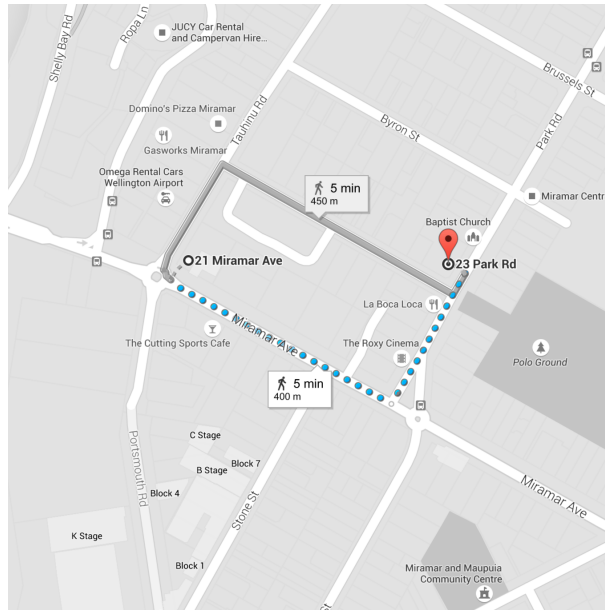 Ropa Ln
JUCY Car Rental
and Campervan Hire...
Shelly Bay Rd
Brussels St
Domino's Pizza Miramar
Tauhinu Rd
Park Rd
Byron St
Gasworks Miramar
Omega Rental Cars
Wellington Airport
5 min
450 m
Miramar Centr
Baptist Church
21 Miramar Ave
23 Park Rd
La Boca Loca
Miramar Ave
The Cutting Sports Cafe
The Roxy Cinema
Polo Ground
5 min
400 m
C Stage
Portsmouth Rd
B Stage
Block 7
Block 4
Stone St
Miramar Ave
K Stage
Block 1
Miramar and Maupuia
Community Centre
St